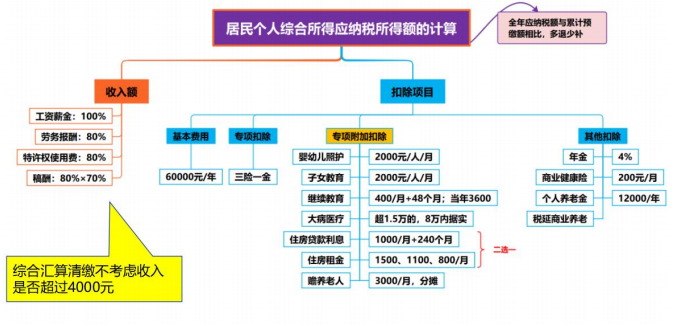 居民个人综合所得应纳税所得额的计算
全年应纳税额与累计预
缴额相比，多退少补
收入额
工资薪金：100%
劳务报酬：80%
特许权使用费：80%
稿酬：80%×70%
综合汇算清缴不考虑收入
是否超过4000元
扣除项目
基本费用
60000元/年
专项扣除
三险一金
专项附加扣除
婴幼儿照护
2000元/人/月
子女教育
2000元/人/月
继续教育
400/月+48个月；当年3600
大病医疗
超1.5万的，8万内据实
住房贷款利息
1000/月+240个月
住房租金
1500、1100、800/月
二选一
赡养老人
3000/月，分摊
其他扣除
年金
4%
商业健康险
200元/月
个人养老金
12000/年
税延商业养老